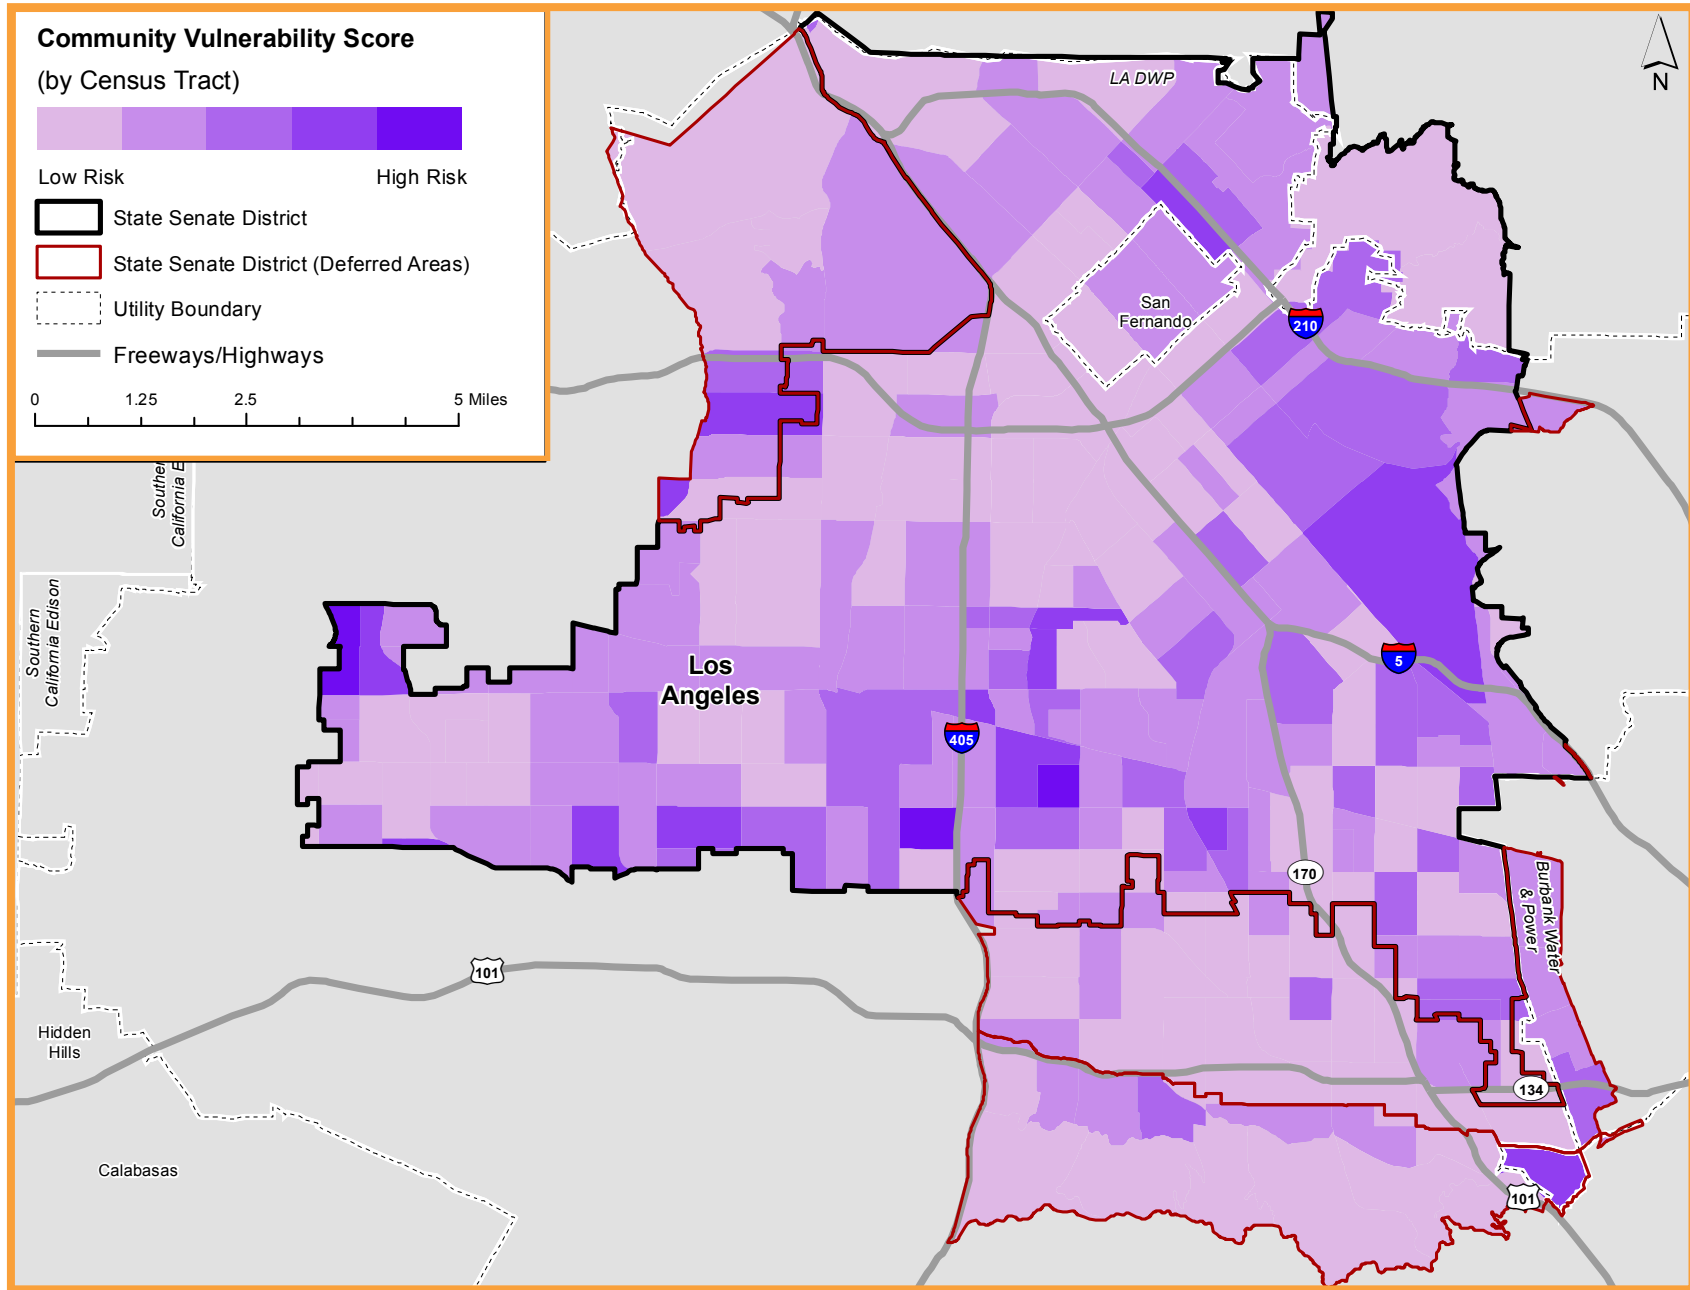 Community Vulnerability Score
(by Census Tract)
Low Risk
High Risk
State Senate District
State Senate District (Deferred Areas)
Utility Boundary
Freeways/Highways
0
1.25
2.5
5 Miles
N
LA DWP
San
Fernando
210
Southern
California E
Southern
California Edison
5
Los
Angeles
405
170
Burbank Water
& Power
101
Hidden
Hills
134
Calabasas
101